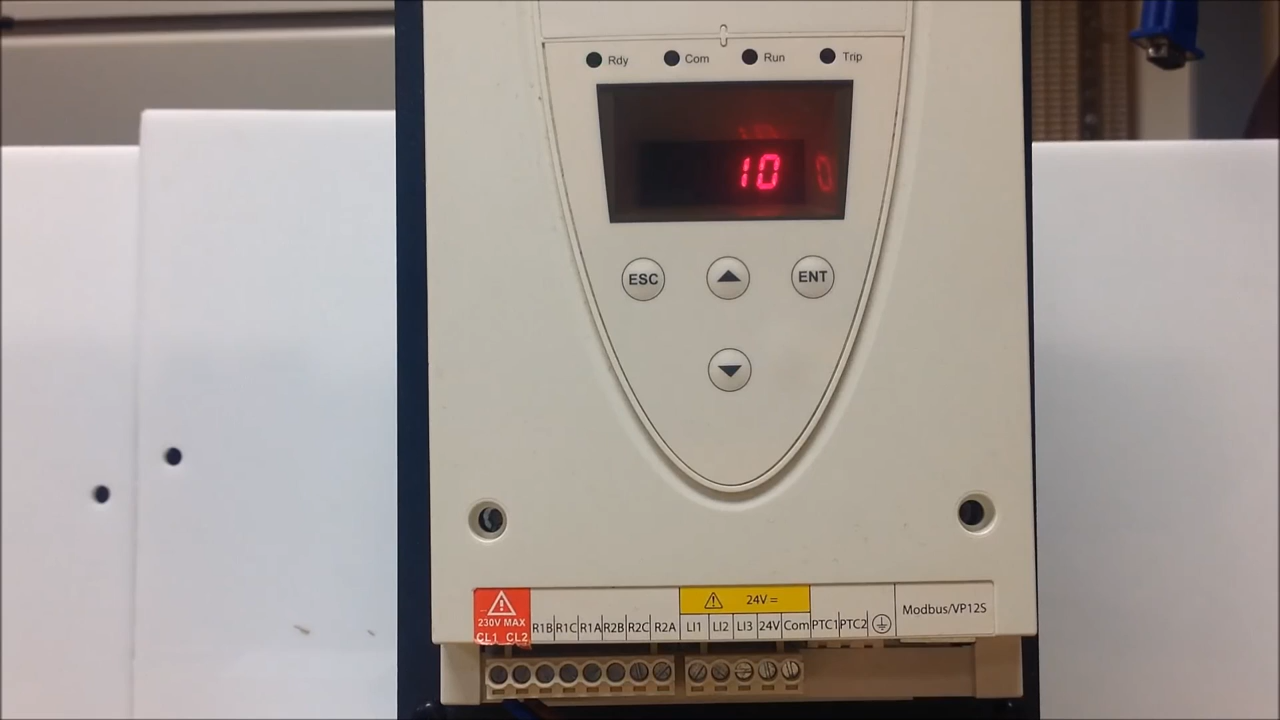 Rdy Com Run Trip
10
ESC ENT
24V =
230V MAX
CL1 CL2 R1B R1C R1A R2B R2C R2A LI1 LI2 LI3 24V Com PTC1 PTC2 Modbus/VP12S